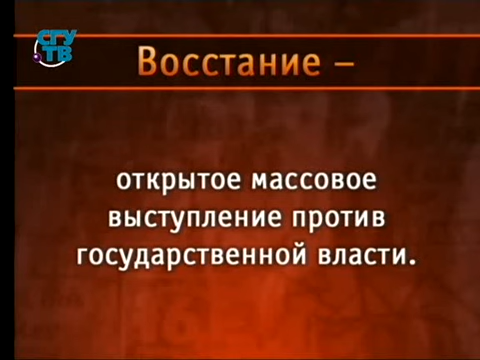 СГУ
ТВ
Восстание –
открытое массовое
выступление против
государственной власти.